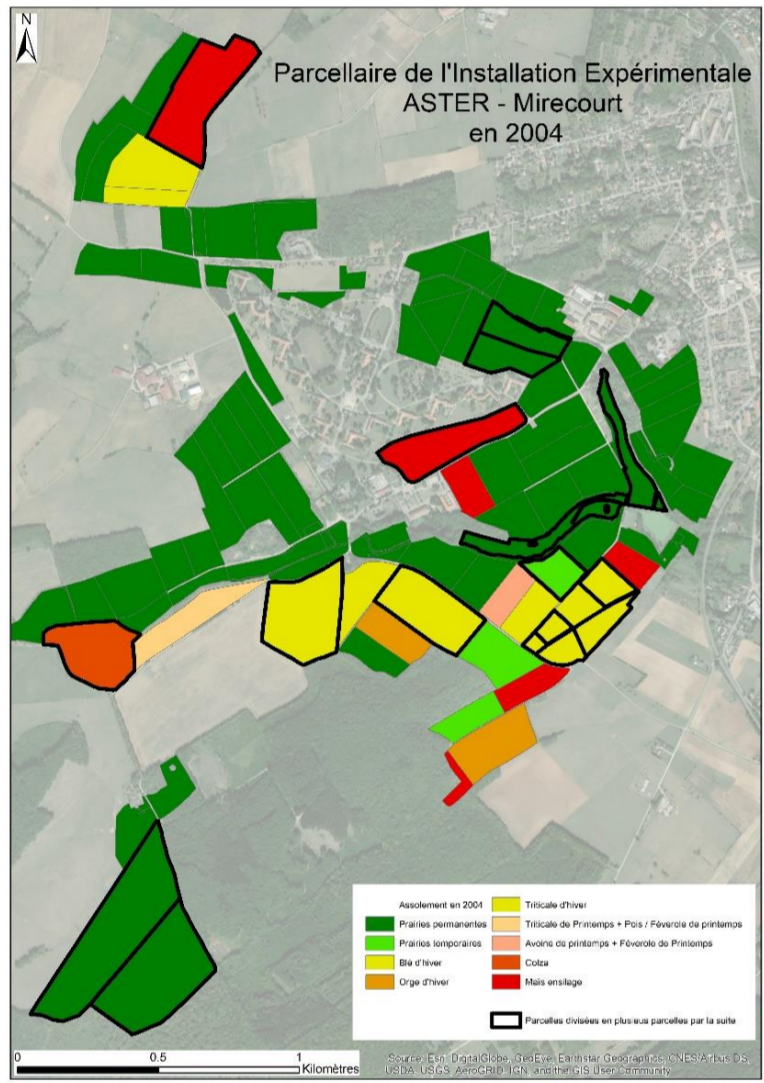 N
Parcellaire de l'Installation Expérimentale
ASTER - Mirecourt
en 2004
Assolement en 2004
Prairies permanentes
Prairies temporaires
Blé d'hiver
Orge d'hiver
Triticale d'hiver
Triticale de Printemps + Pois / Féverole de printemps
Avoine de printemps + Féverole de Printemps
Colza
Maïs ensilage
Parcelles divisées en plusieus parcelles par la suite
0 0.5 1
Kilomètres
Source: Esri, DigitalGlobe, GeoEye, Earthstar Geographics, CNES/Airbus DS,
USDA, USGS, AeroGRID, IGN, and the GIS User Community